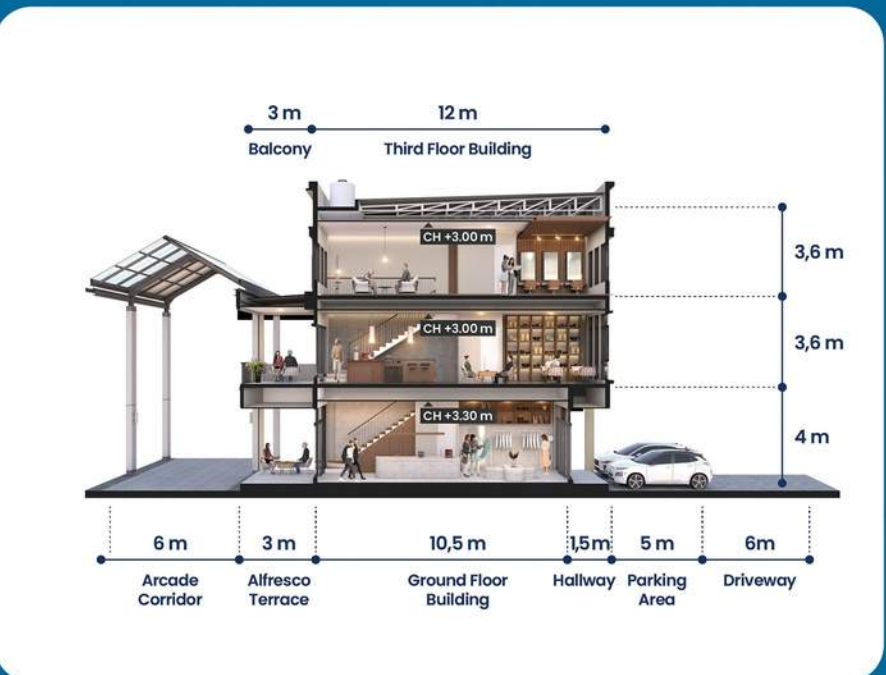 3 m
12 m
Balcony
Third Floor Building
CH +3.00 m
3,6 m
CH +3.00 m
3,6 m
CH +3.30 m
4 m
6 m
3 m
10,5 m
1,5m
5 m
6m
Arcade
Corridor
Alfresco
Terrace
Ground Floor
Building
Hallway
Parking
Area
Driveway